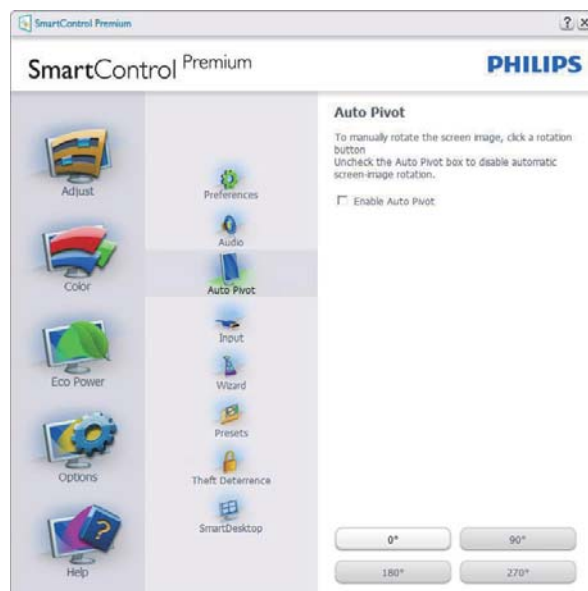 SmartControl Premium
SmartControl Premium
PHILIPS
Adjust
Color
Eco Power
Options
Help
Preferences
Audio
Auto Pivot
Input
Wizard
Presets
Theft Deterrence
SmartDesktop
Auto Pivot
To manually rotate the screen image, click a rotation
button
Uncheck the Auto Pivot box to disable automatic
screen-image rotation.
Enable Auto Pivot
0°
90°
180°
270°